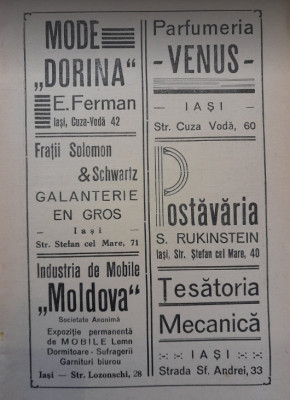 MODE
„DORINA"
E. Ferman
Iași, Cuza-Vodă 42
Frații Solomon
& Schwartz
GALANTERIE
EN GROS
— Iași —
Str. Stefan cel Mare, 71
Industria de Mobile
„Moldova"
Societate Anonimă
Expoziție permanentă
de MOBILE Lemn
Dormitoare - Sufragerii
Garnituri biurou
Iași — Str. Lozonschi, 28
Parfumeria
- VENUS -
— IAȘI —
Str. Cuza Vodă, 60
Postăvăria
S. RUKINSTEIN
Iași, Str. Ștefan cel Mare, 40
Țesătoria
Mecanică
IAȘI
Strada Sf. Andrei, 33